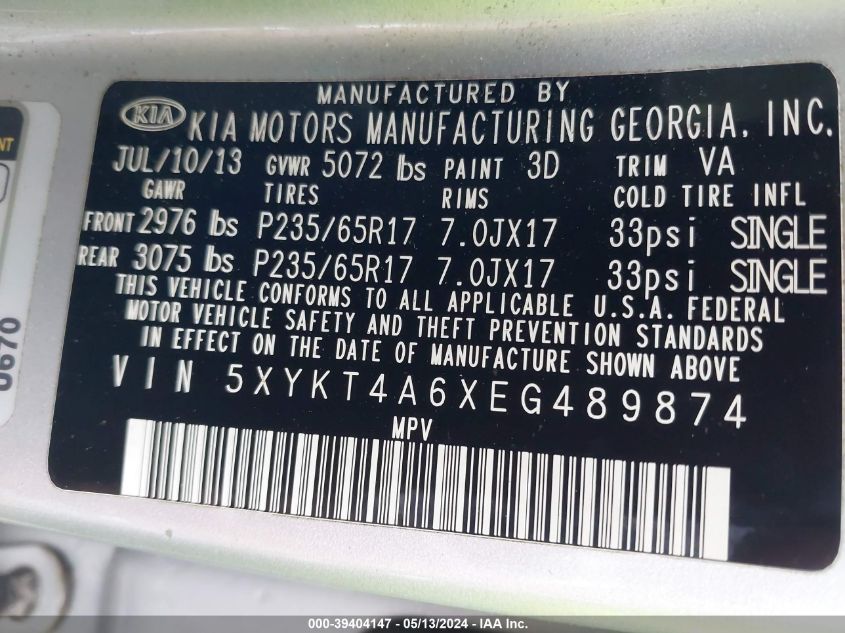 MANUFACTURED BY
KIA KIA MOTORS MANUFACTURING GEORGIA, INC.
JUL/10/13 GVWR 5072 lbs PAINT 3D TRIM VA
GAWR TIRES RIMS COLD TIRE INFL
FRONT 2976 lbs P235/65R17 7.0JX17 33psi SINGLE
REAR 3075 lbs P235/65R17 7.0JX17 33psi SINGLE
THIS VEHICLE CONFORMS TO ALL APPLICABLE U.S.A. FEDERAL
MOTOR VEHICLE SAFETY AND THEFT PREVENTION STANDARDS
IN EFFECT ON THE DATE OF MANUFACTURE SHOWN ABOVE
VIN 5XYKT4A6XEG489874
MPV
NT
0670
000-39404147 - 05/13/2024 - IAA Inc.